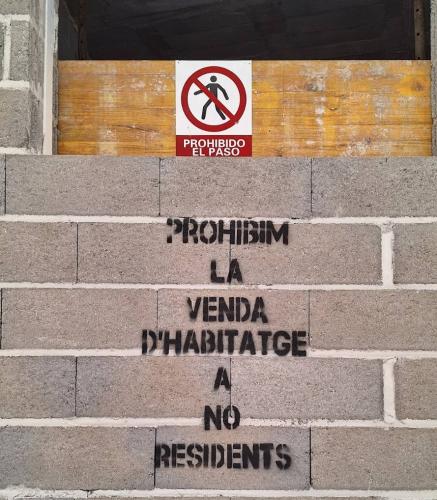 PROHIBIDO
EL PASO
PROHIBIM
LA
VENDA
D'HABITATGE
A
NO
RESIDENTS